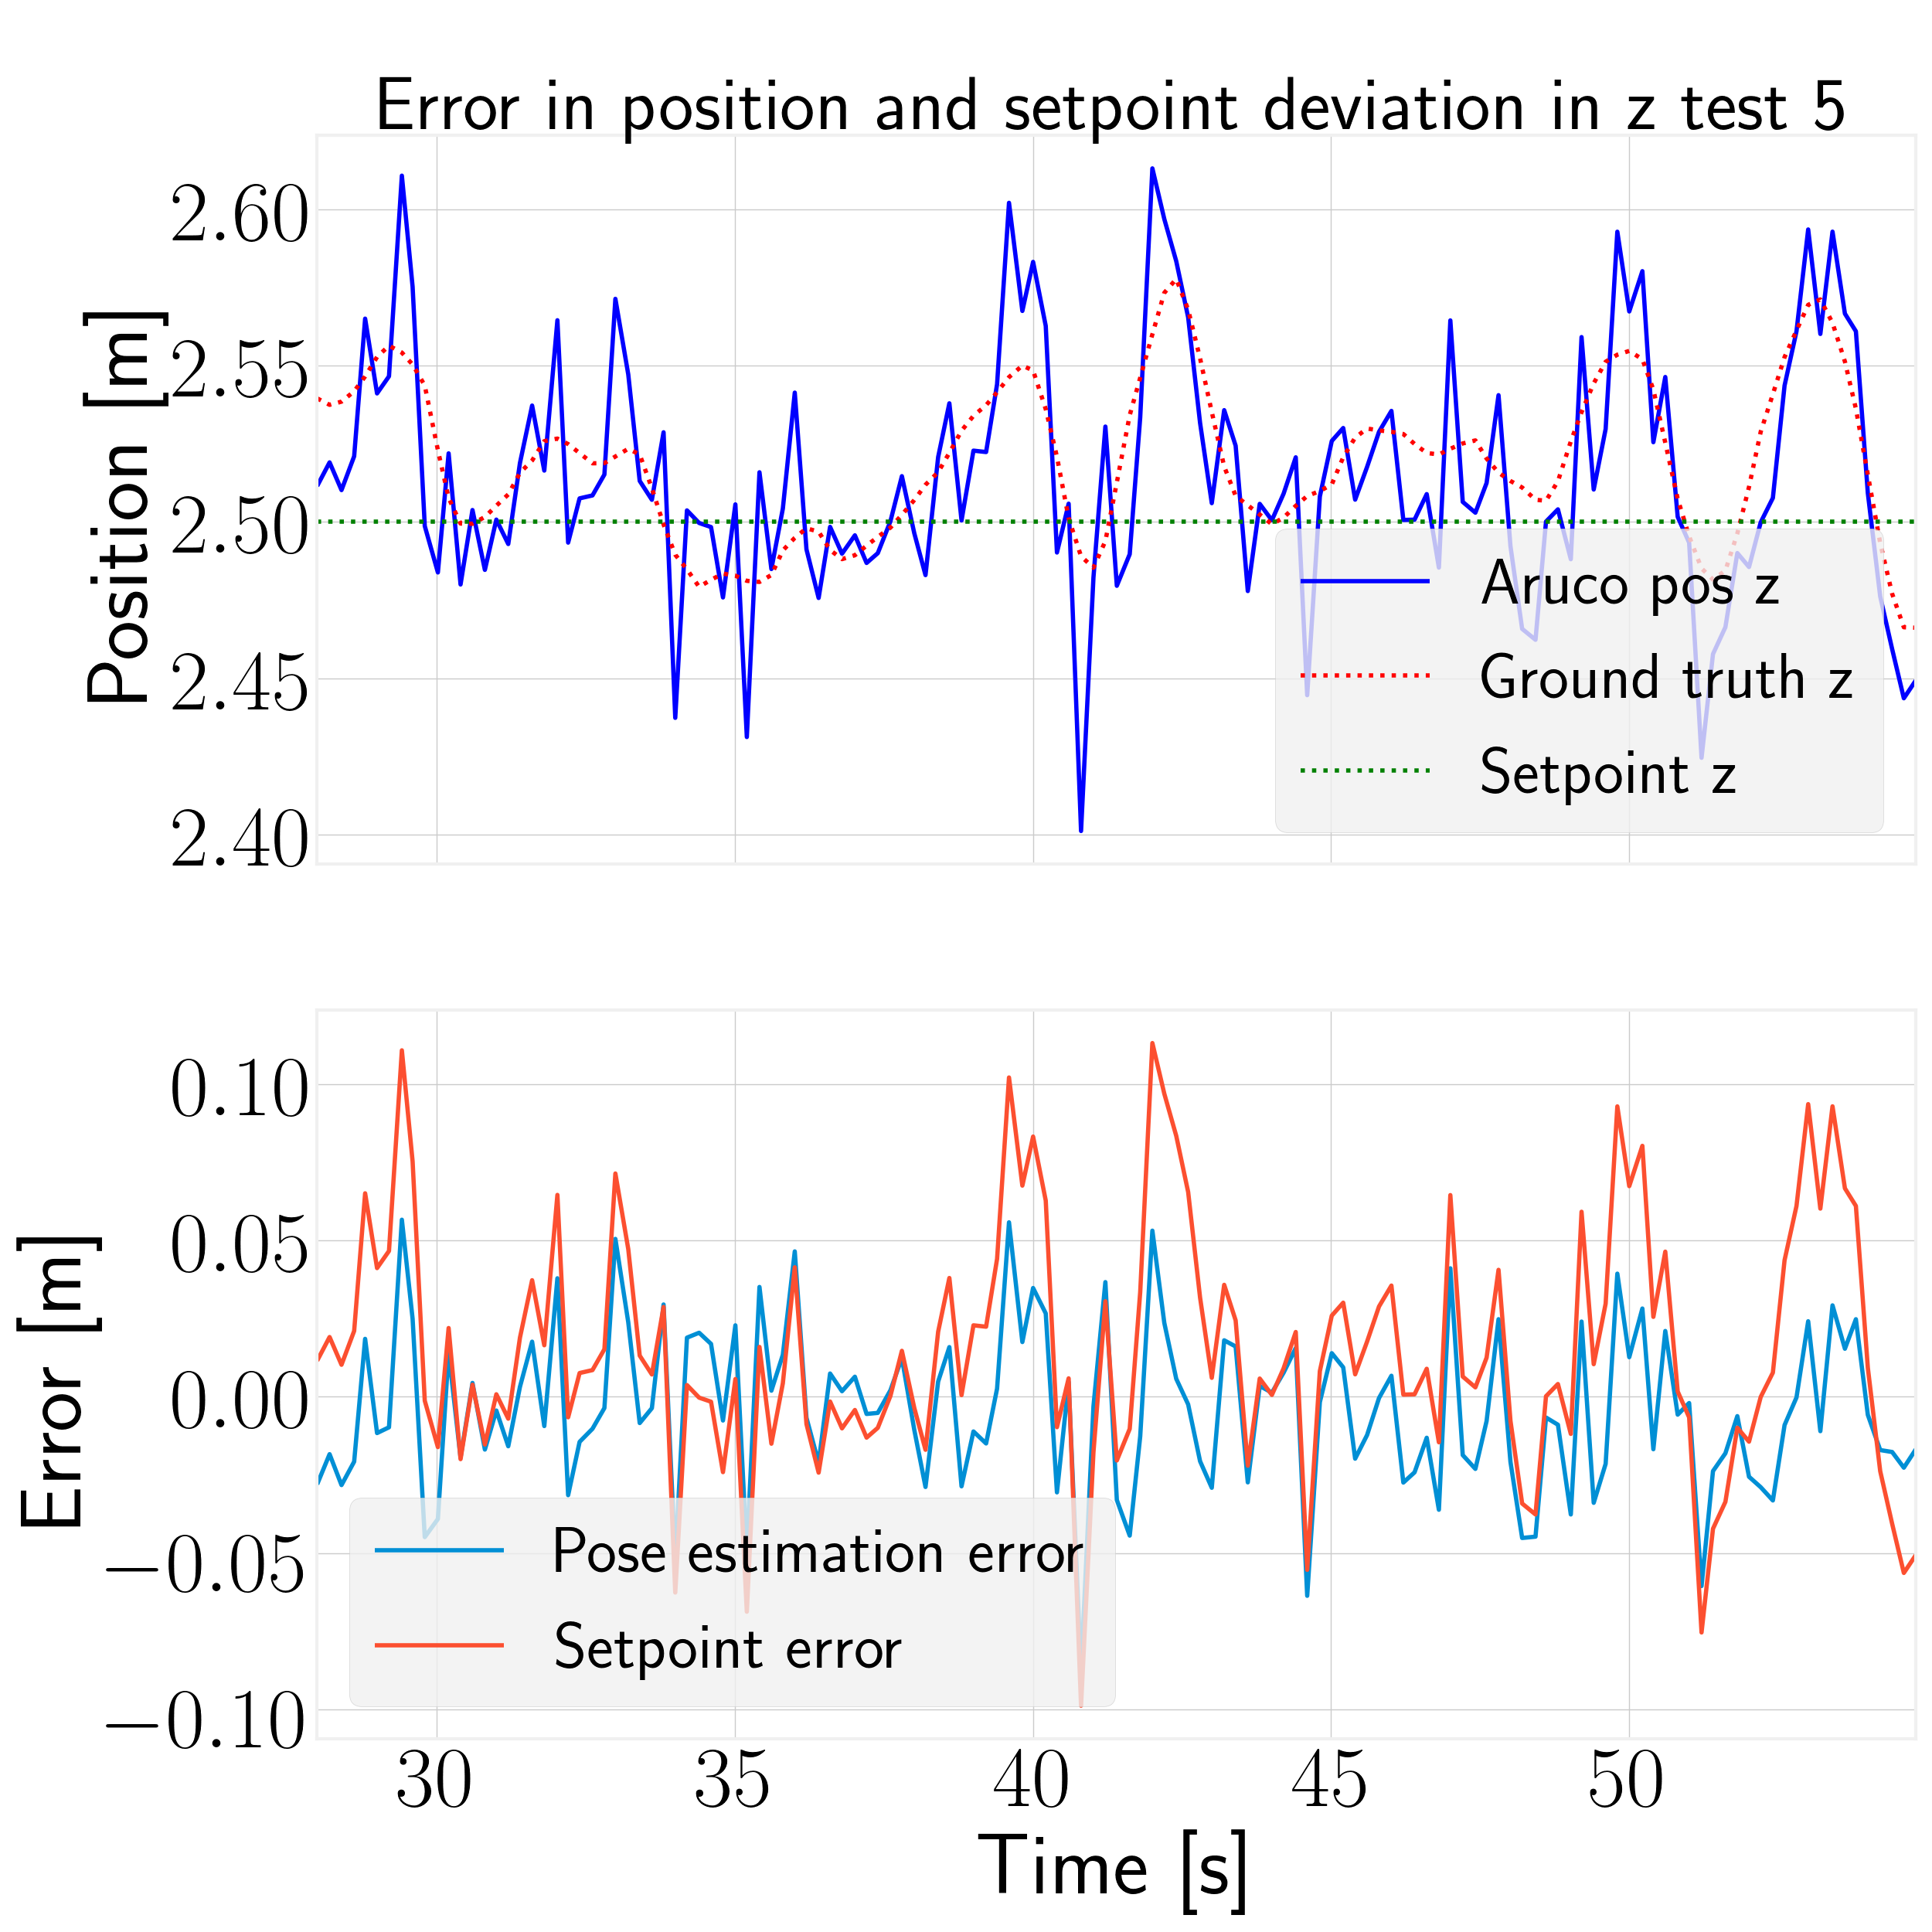 Error in position and setpoint deviation in z test 5
Position [m]
2.60
2.55
2.50
2.45
2.40
Aruco pos z
Ground truth z
Setpoint z
Error [m]
0.10
0.05
0.00
−0.05
−0.10
Pose estimation error
Setpoint error
30 35 40 45 50
Time [s]